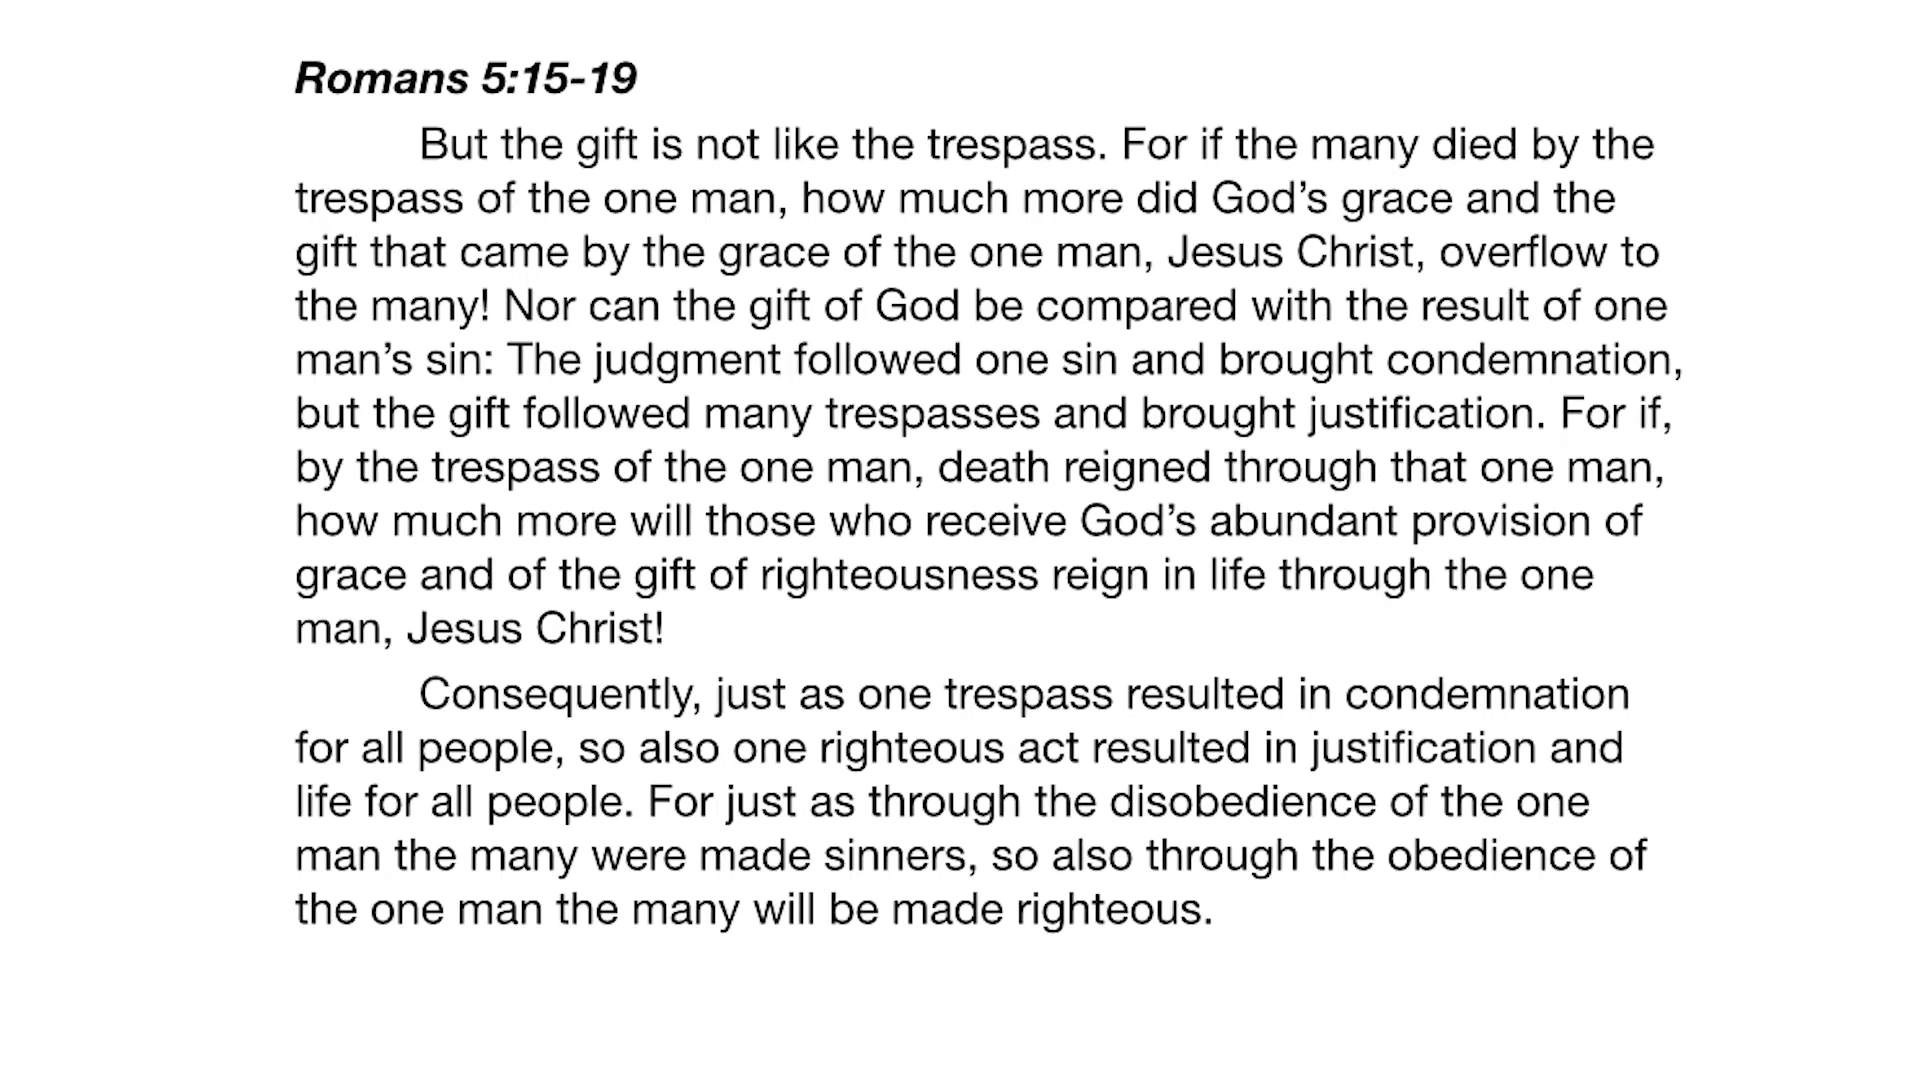 Romans 5:15-19
But the gift is not like the trespass. For if the many died by the
trespass of the one man, how much more did God’s grace and the
gift that came by the grace of the one man, Jesus Christ, overflow to
the many! Nor can the gift of God be compared with the result of one
man’s sin: The judgment followed one sin and brought condemnation,
but the gift followed many trespasses and brought justification. For if,
by the trespass of the one man, death reigned through that one man,
how much more will those who receive God’s abundant provision of
grace and of the gift of righteousness reign in life through the one
man, Jesus Christ!
Consequently, just as one trespass resulted in condemnation
for all people, so also one righteous act resulted in justification and
life for all people. For just as through the disobedience of the one
man the many were made sinners, so also through the obedience of
the one man the many will be made righteous.